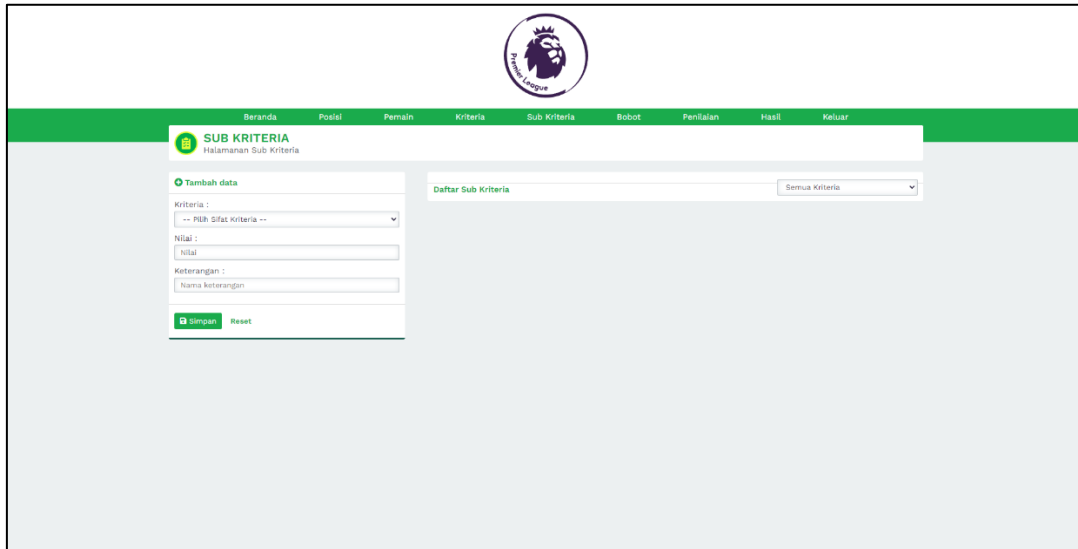 Premier League
Beranda Posisi Pemain Kriteria Sub Kriteria Bobot Penilaian Hasil Keluar
SUB KRITERIA
Halamanan Sub Kriteria
Tambah data
Kriteria :
-- Pilih Sifat Kriteria --
Nilai :
Nilai
Keterangan :
Nama keterangan
Simpan Reset
Daftar Sub Kriteria
Semua Kriteria